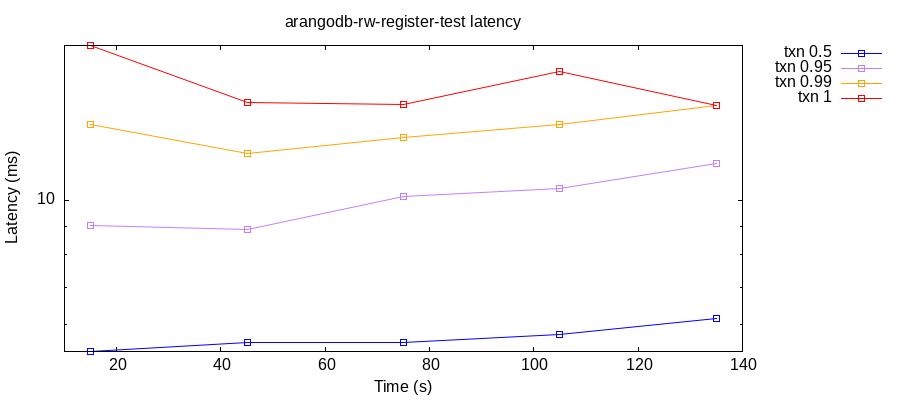 arangodb-rw-register-test latency
txn 0.5
txn 0.95
txn 0.99
txn 1
Latency (ms)
10
20 40 60 80 100 120 140
Time (s)